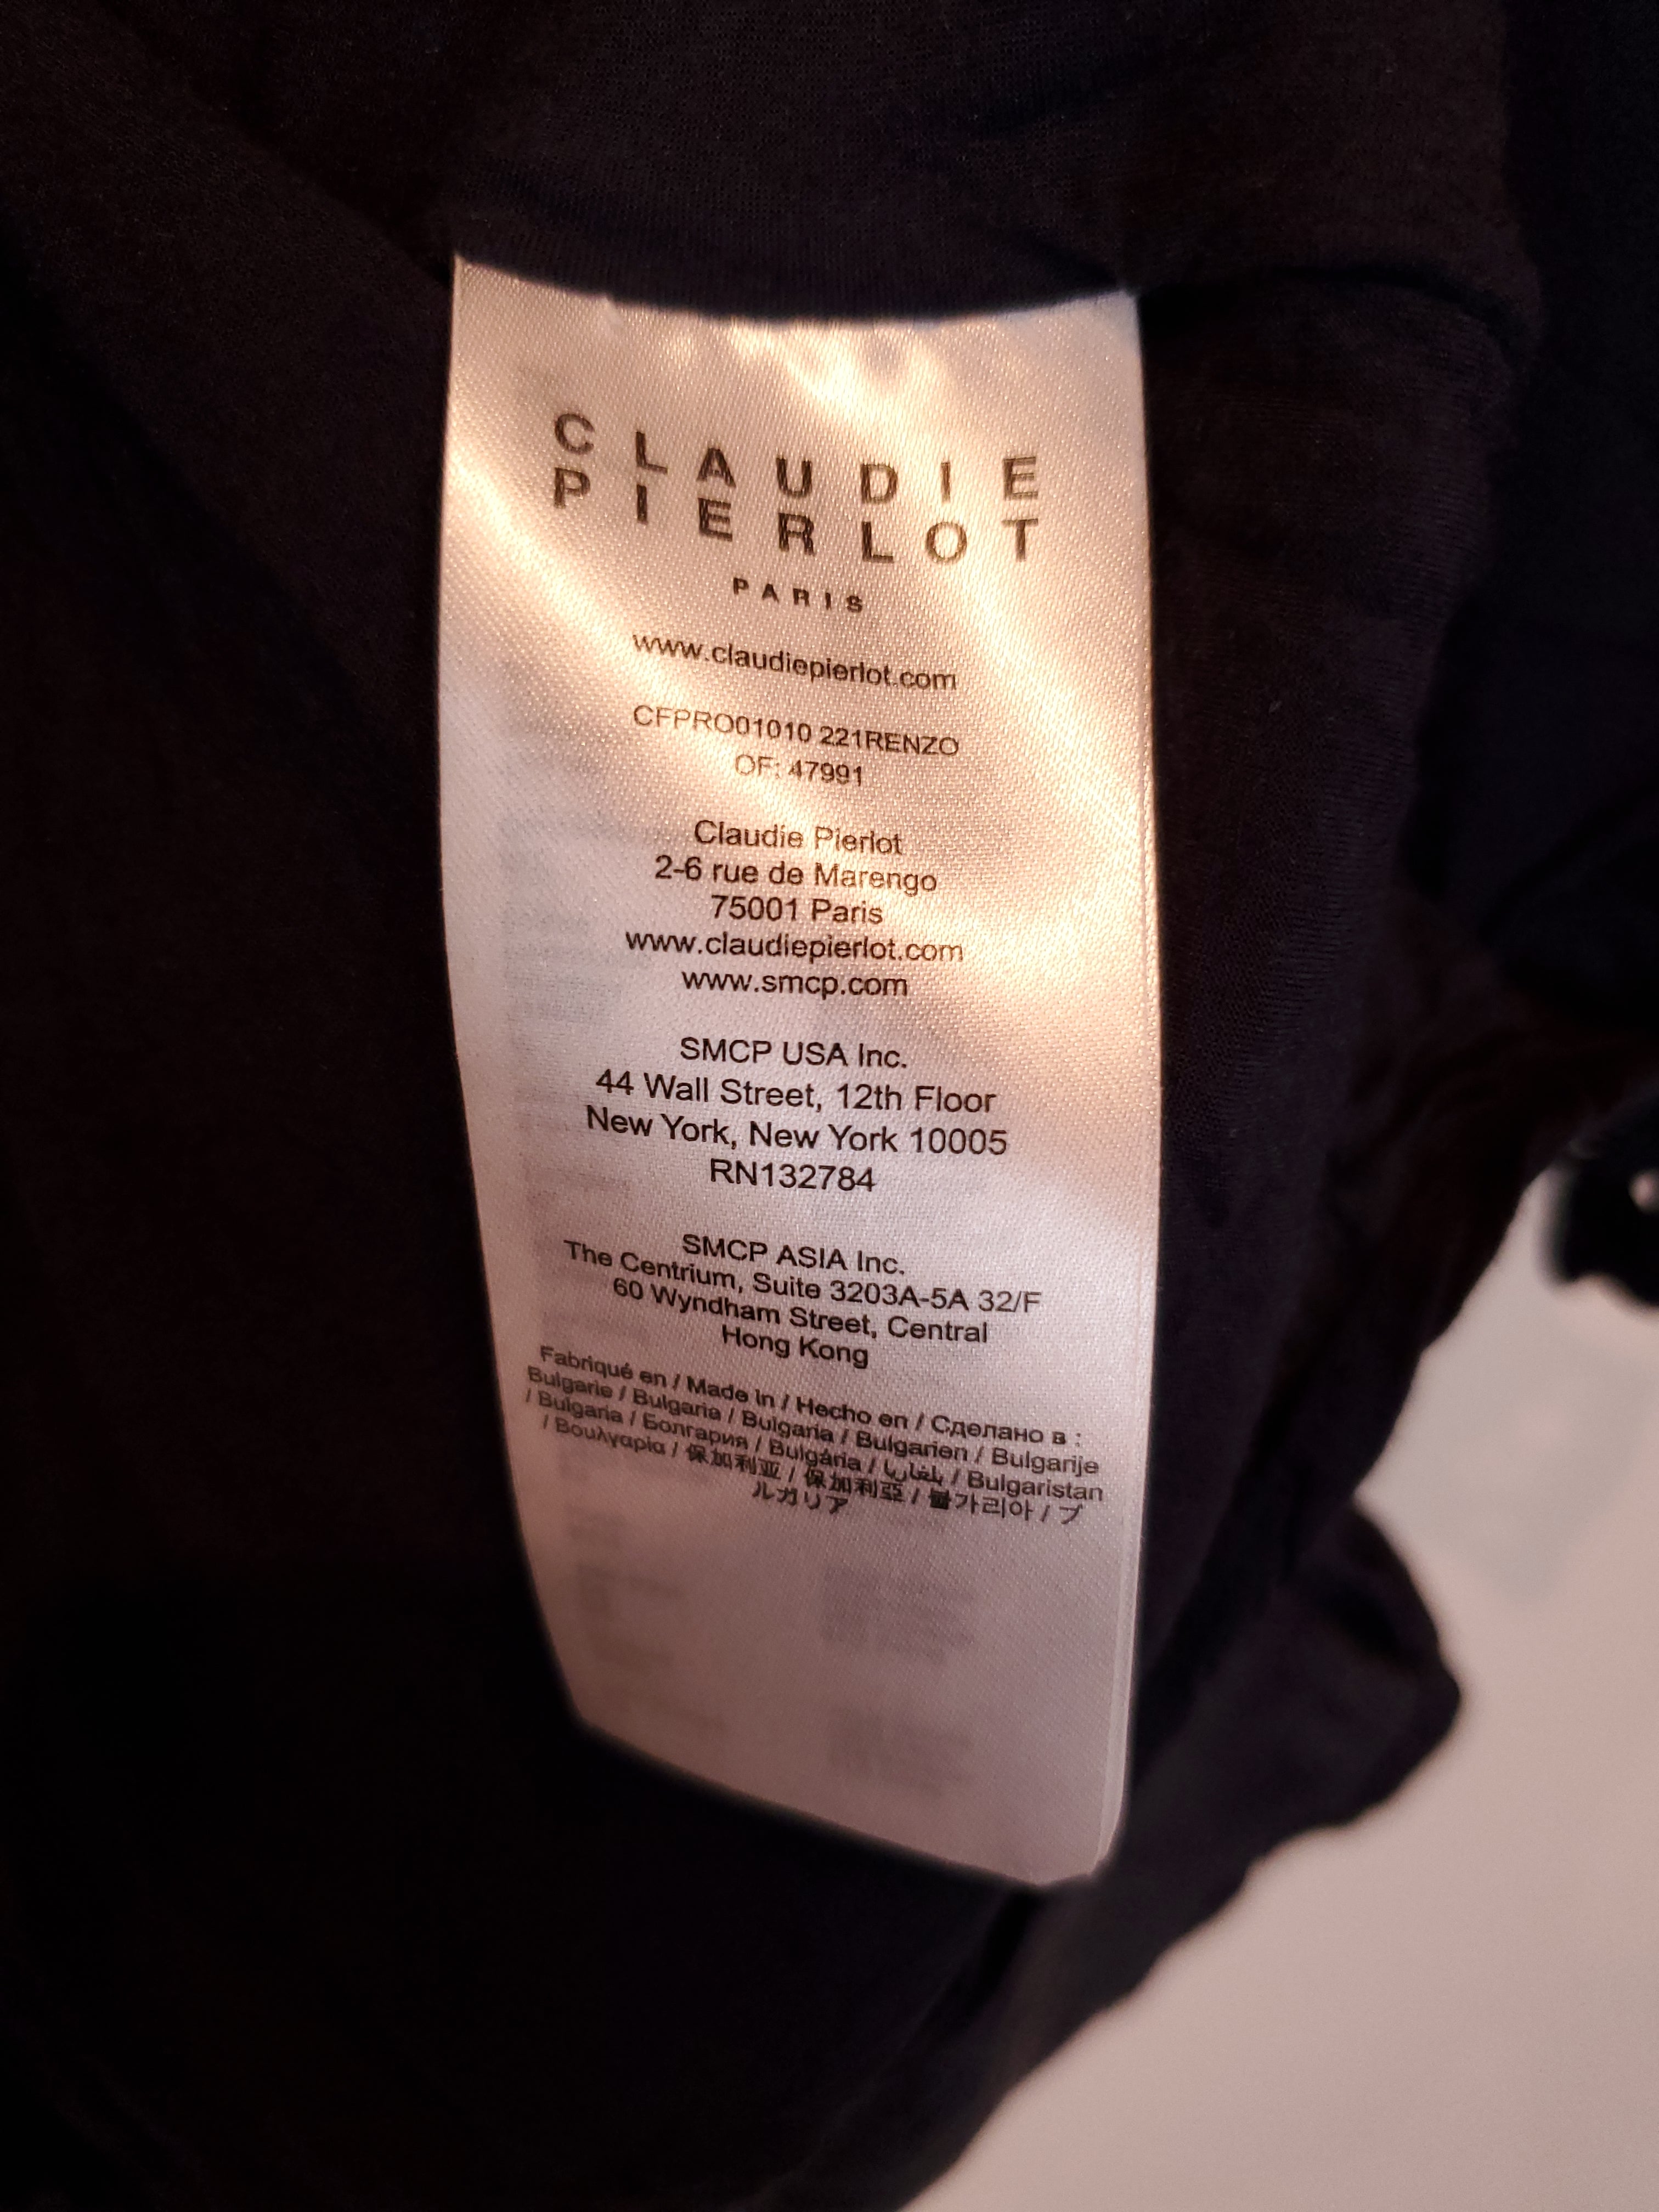 CLAUDIE
PIERLOT
PARIS
www.claudiepierlot.com
CFPRO01010 221RENZO
OF: 47991
Claudie Pierlot
2-6 rue de Marengo
75001 Paris
www.claudiepierlot.com
www.smcp.com
SMCP USA Inc.
44 Wall Street, 12th Floor
New York, New York 10005
RN132784
SMCP ASIA Inc.
The Centrium, Suite 3203A-5A 32/F
60 Wyndham Street, Central
Hong Kong
Fabriqué en / Made in / Hecho en / Сделано в :
Bulgarie / Bulgaria / Bulgaria / Bulgarien / Bulgarije
/ Bulgaria / Болгария / Bulgária / بلغاريا / Bulgaristan
/ Βουλγαρία / 保加利亚 / 保加利亞 / 불가리아 / ブ
ルガリア